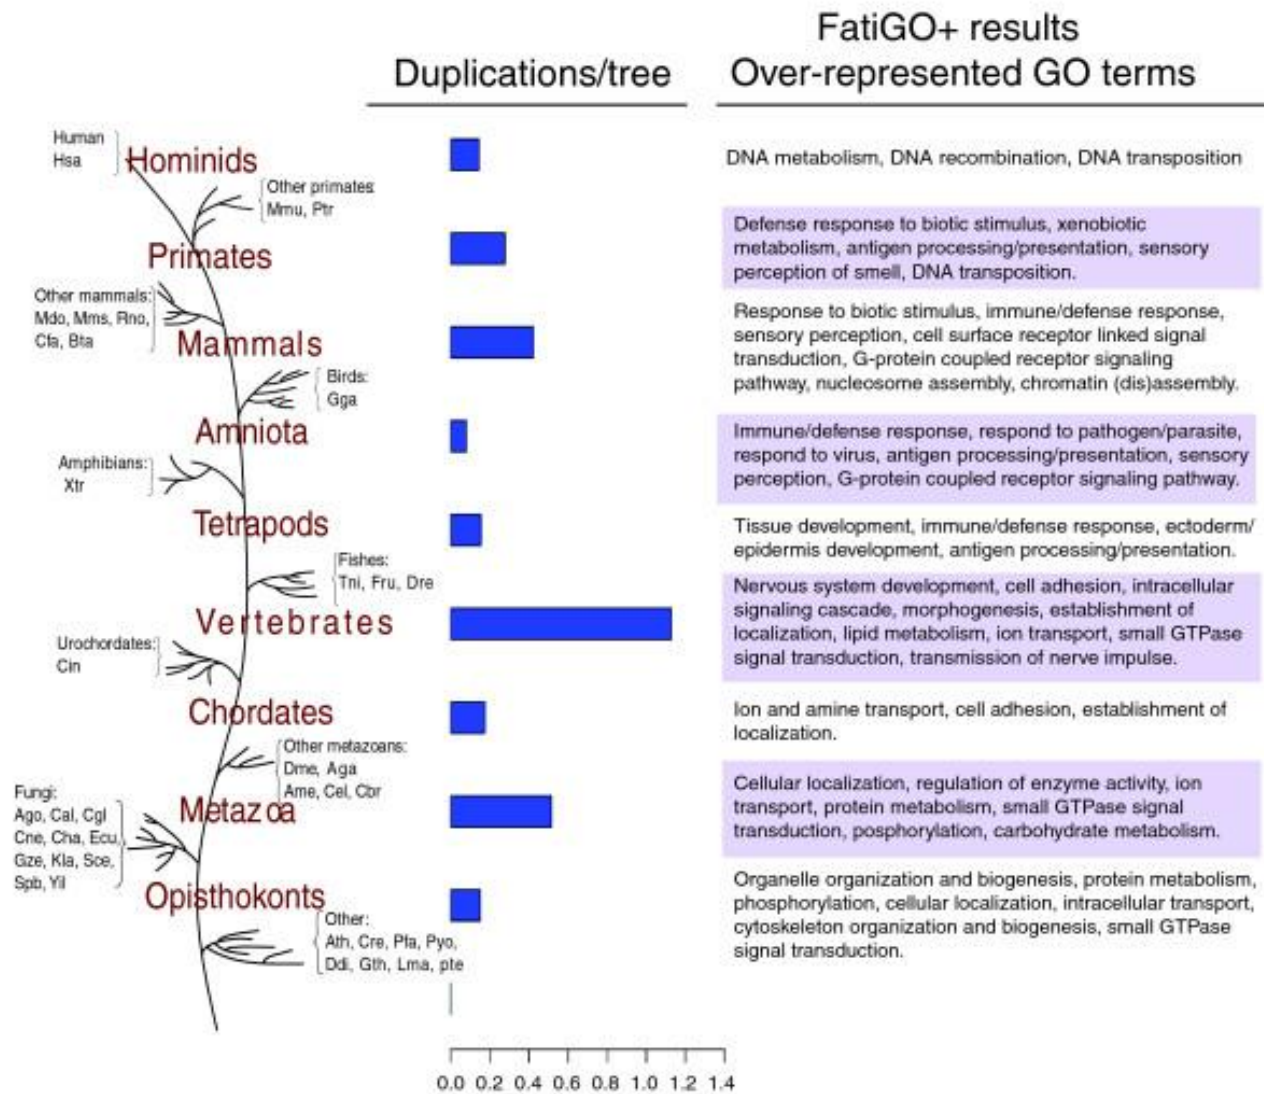 FatiGO+ results
Duplications/tree
Over-represented GO terms
Human
Hsa
Hominids
DNA metabolism, DNA recombination, DNA transposition
Other primates
Mmu, Ptr
Primates
Defense response to biotic stimulus, xenobiotic
metabolism, antigen processing/presentation, sensory
perception of smell, DNA transposition.
Other mammals:
Mdo, Mms, Rno,
Cfa, Bta
Mammals
Response to biotic stimulus, immune/defense response,
sensory perception, cell surface receptor linked signal
transduction, G-protein coupled receptor signaling
pathway, nucleosome assembly, chromatin (dis)assembly.
Birds:
Gga
Amniota
Immune/defense response, respond to pathogen/parasite,
respond to virus, antigen processing/presentation, sensory
perception, G-protein coupled receptor signaling pathway.
Amphibians:
Xtr
Tetrapods
Tissue development, immune/defense response, ectoderm/
epidermis development, antigen processing/presentation.
Fishes:
Tni, Fru, Dre
Vertebrates
Nervous system development, cell adhesion, intracellular
signaling cascade, morphogenesis, establishment of
localization, lipid metabolism, ion transport, small GTPase
signal transduction, transmission of nerve impulse.
Urochordates:
Cin
Chordates
Ion and amine transport, cell adhesion, establishment of
localization.
Other metazoans:
Dme, Aga
Ame, Cel, Cbr
Metazoa
Cellular localization, regulation of enzyme activity, ion
transport, protein metabolism, small GTPase signal
transduction, posphorylation, carbohydrate metabolism.
Fungi:
Ago, Cal, Cgl
Cne, Cha, Ecu,
Gze, Kla, Sce,
Spb, Yil
Opisthokonts
Organelle organization and biogenesis, protein metabolism,
phosphorylation, cellular localization, intracellular transport,
cytoskeleton organization and biogenesis, small GTPase
signal transduction.
Other:
Ath, Cre, Pfa, Pyo,
Ddi, Gth, Lma, pte
0.0 0.2 0.4 0.6 0.8 1.0 1.2 1.4